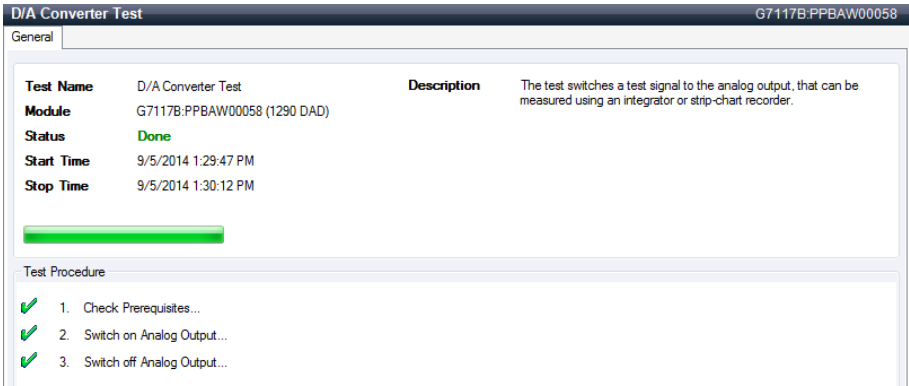 D/A Converter Test G7117B:PPBAW00058
General
Test Name D/A Converter Test Description The test switches a test signal to the analog output, that can be
measured using an integrator or strip-chart recorder.
Module G7117B:PPBAW00058 (1290 DAD)
Status Done
Start Time 9/5/2014 1:29:47 PM
Stop Time 9/5/2014 1:30:12 PM
Test Procedure
1. Check Prerequisites...
2. Switch on Analog Output...
3. Switch off Analog Output...